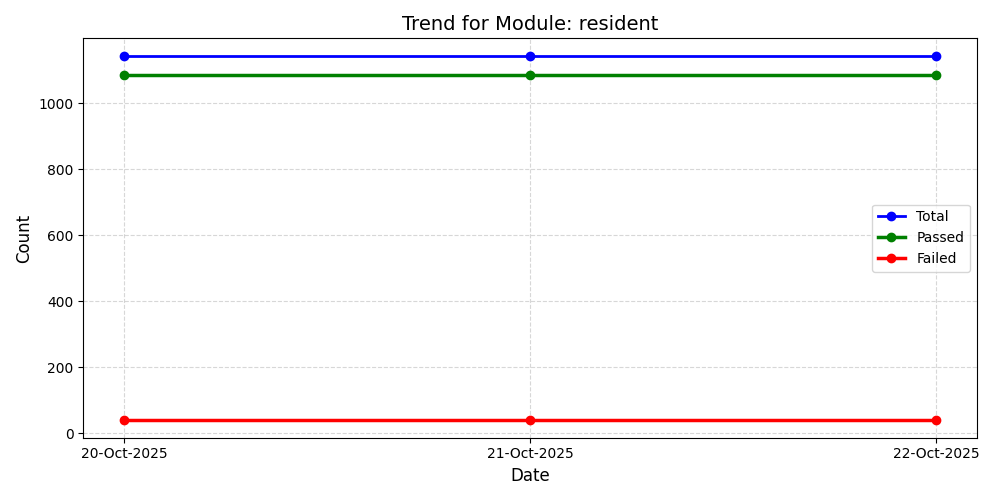 Trend for Module: resident
Count
1000
800
600
400
200
0
Total
Passed
Failed
20-Oct-2025
21-Oct-2025
22-Oct-2025
Date